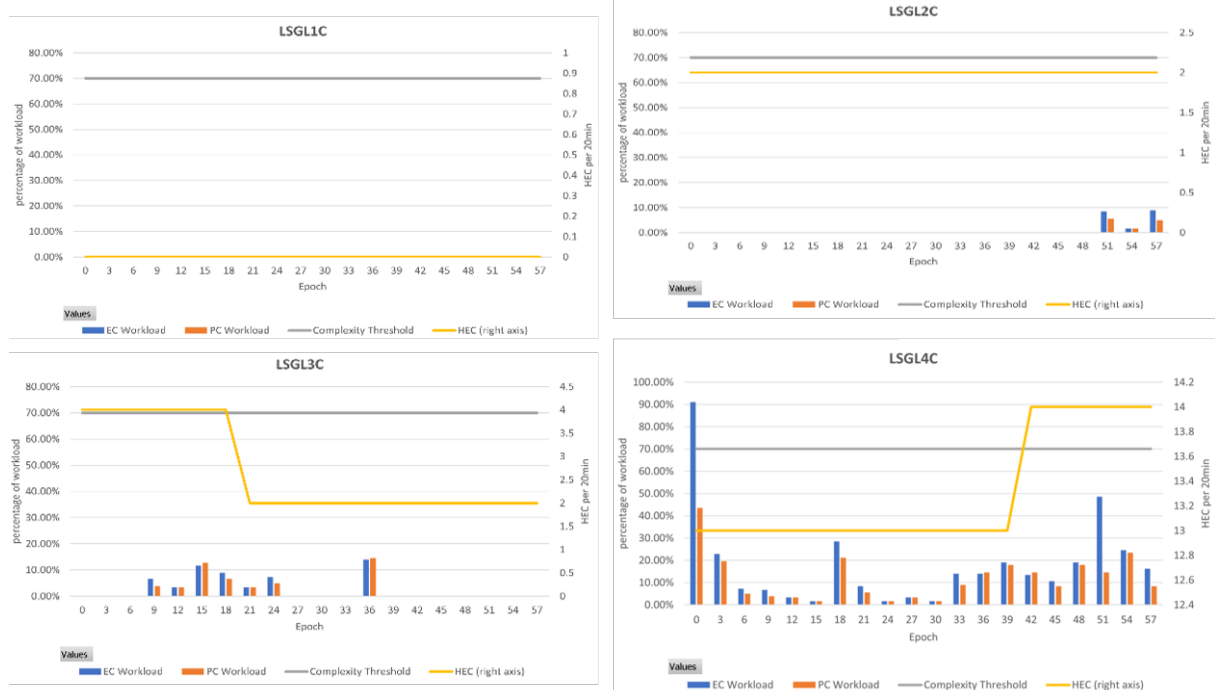 LSGL1C
80.00% 1
70.00% 0.9
60.00% 0.8
50.00% 0.7
40.00% 0.6
30.00% 0.5
20.00% 0.4
10.00% 0.3
0.00% 0.2
0.1
0
percentage of workload
HEC per 20min
0 3 6 9 12 15 18 21 24 27 30 33 36 39 42 45 48 51 54 57
Epoch
Values
EC Workload PC Workload Complexity Threshold HEC (right axis)
LSGL2C
80.00% 2.5
70.00% 2
60.00% 1.5
50.00% 1
40.00% 0.5
30.00% 0
20.00%
10.00%
0.00%
percentage of workload
HEC per 20min
0 3 6 9 12 15 18 21 24 27 30 33 36 39 42 45 48 51 54 57
Epoch
Values
EC Workload PC Workload Complexity Threshold HEC (right axis)
LSGL3C
80.00% 4.5
70.00% 4
60.00% 3.5
50.00% 3
40.00% 2.5
30.00% 2
20.00% 1.5
10.00% 1
0.00% 0.5
0
percentage of workload
HEC per 20min
0 3 6 9 12 15 18 21 24 27 30 33 36 39 42 45 48 51 54 57
Epoch
Values
EC Workload PC Workload Complexity Threshold HEC (right axis)
LSGL4C
100.00% 14.2
90.00% 14
80.00% 13.8
70.00% 13.6
60.00% 13.4
50.00% 13.2
40.00% 13
30.00% 12.8
20.00% 12.6
10.00% 12.4
0.00%
percentage of workload
HEC per 20min
0 3 6 9 12 15 18 21 24 27 30 33 36 39 42 45 48 51 54 57
Epoch
Values
EC Workload PC Workload Complexity Threshold HEC (right axis)